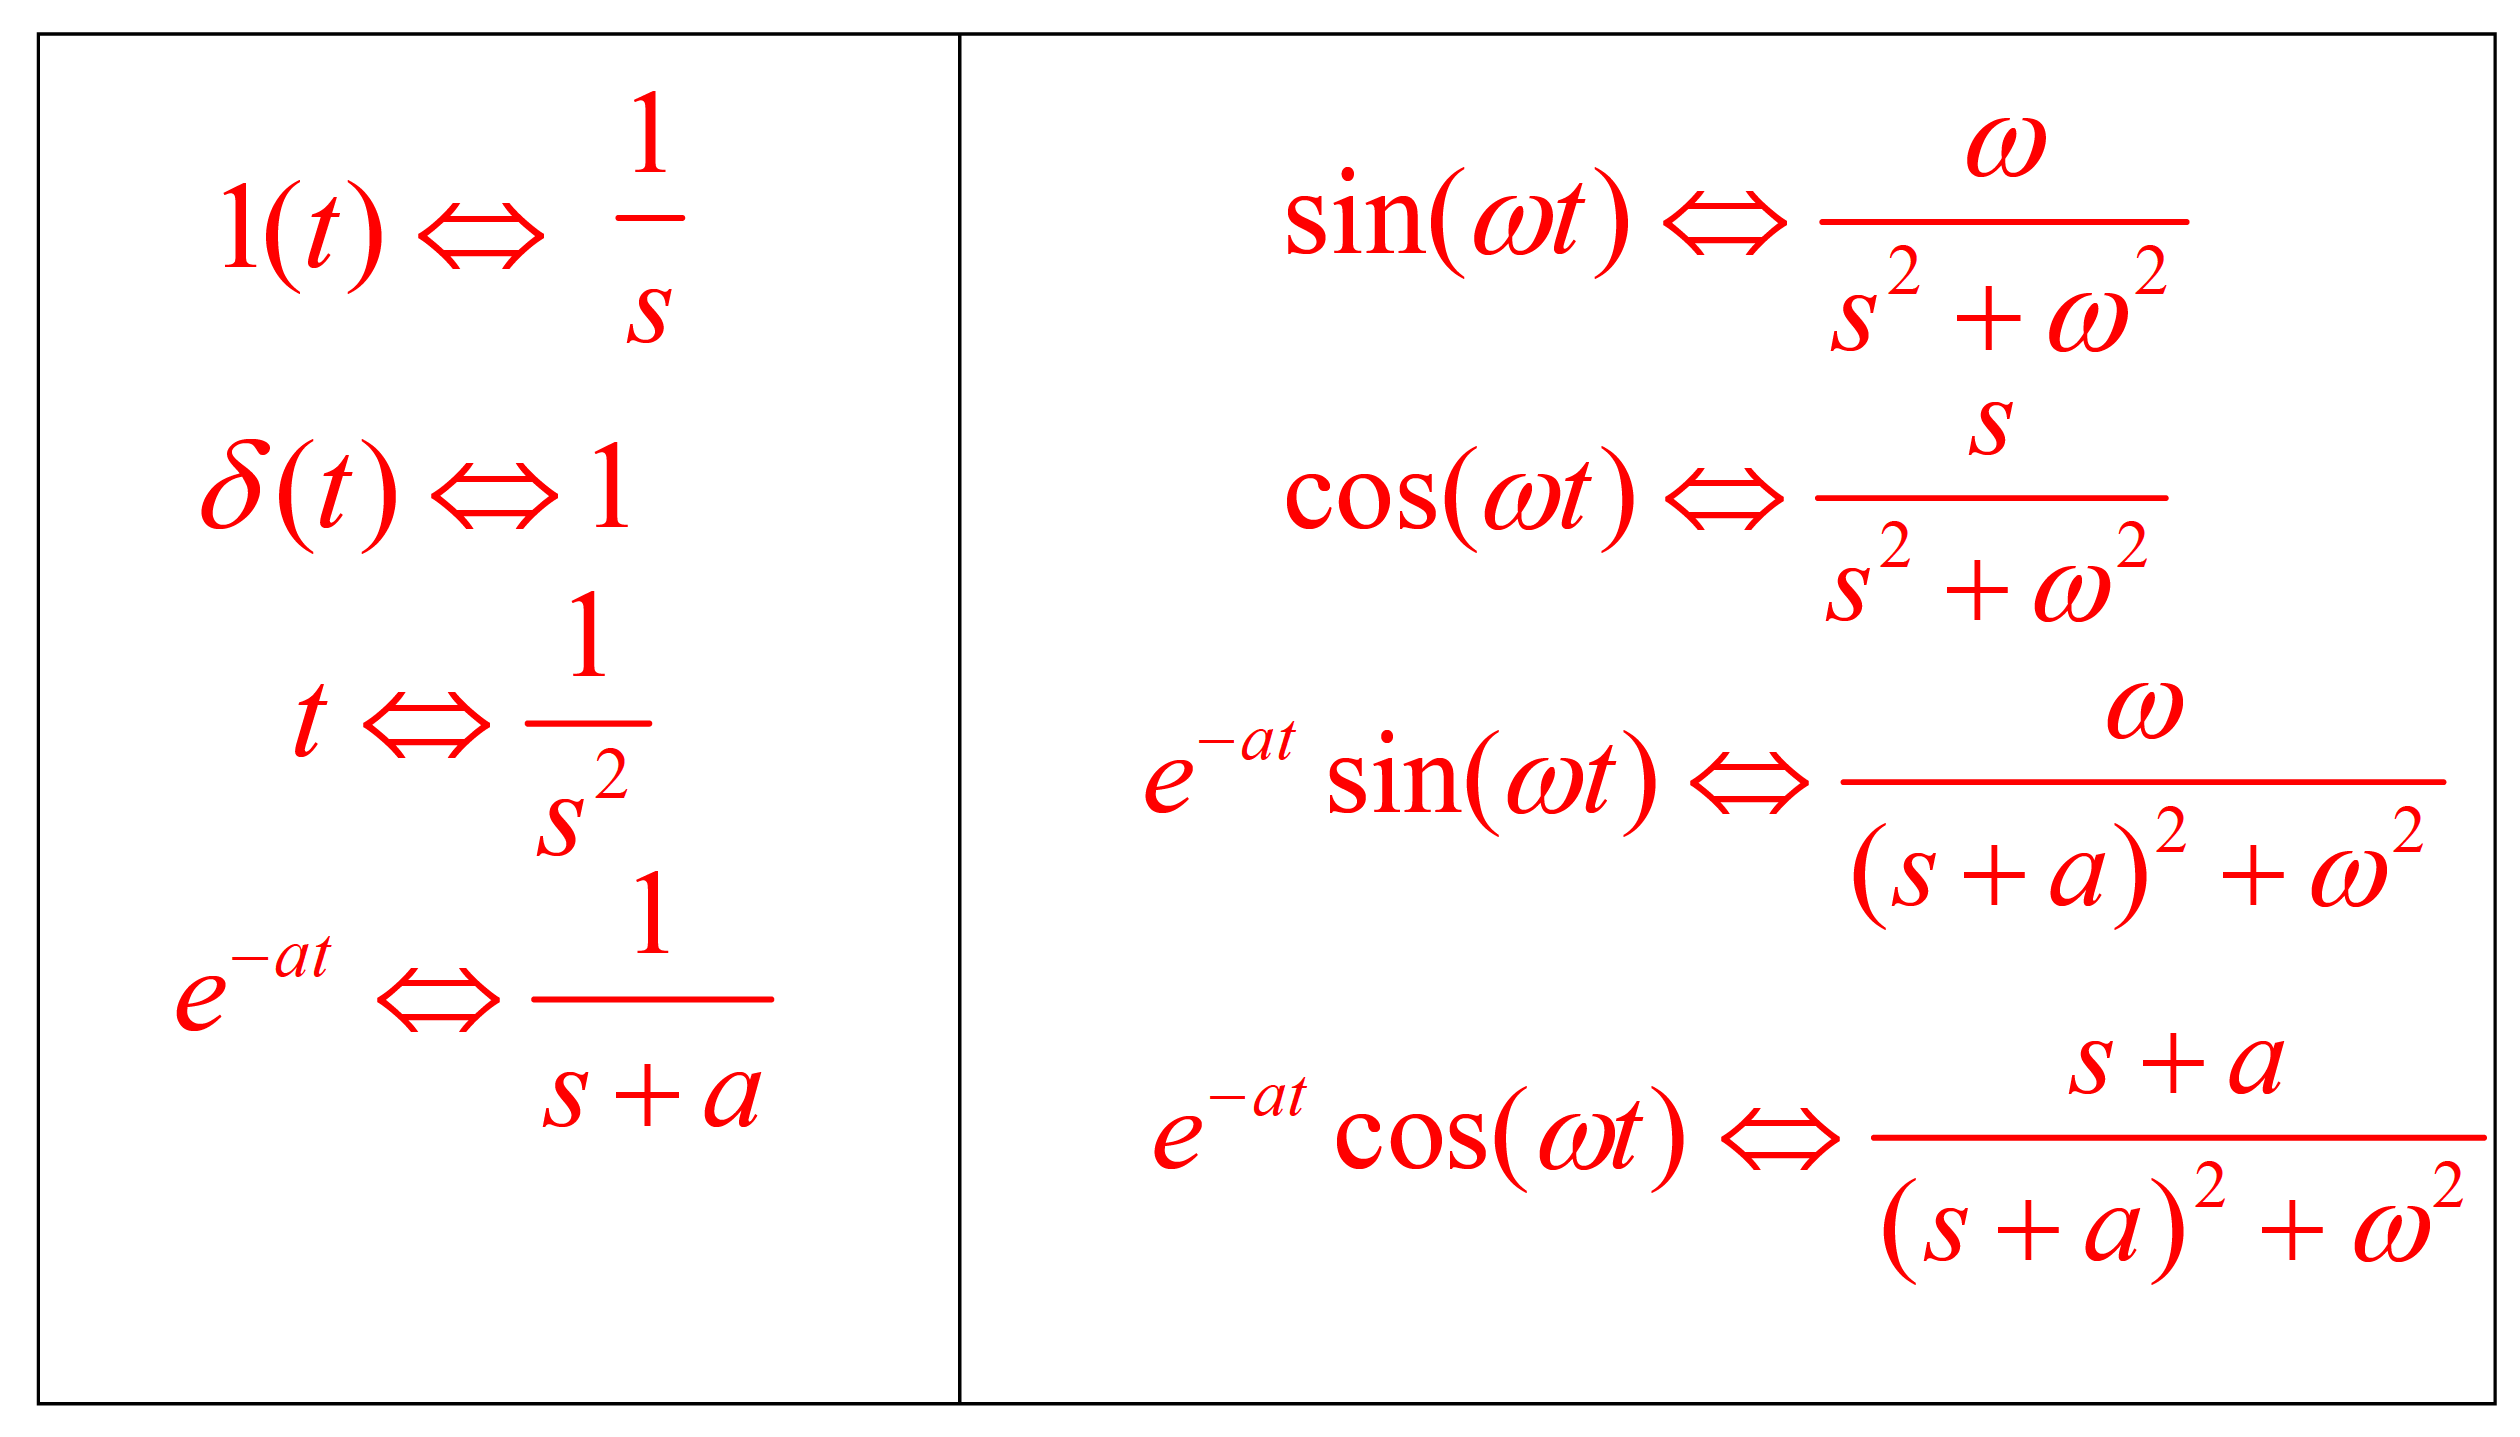 1(t) ⇔ 1/s
δ(t) ⇔ 1
t ⇔ 1/s²
e^{-at} ⇔ 1/(s + a)
sin(ωt) ⇔ ω/(s² + ω²)
cos(ωt) ⇔ s/(s² + ω²)
e^{-at} sin(ωt) ⇔ ω/((s + a)² + ω²)
e^{-at} cos(ωt) ⇔ (s + a)/((s + a)² + ω²)